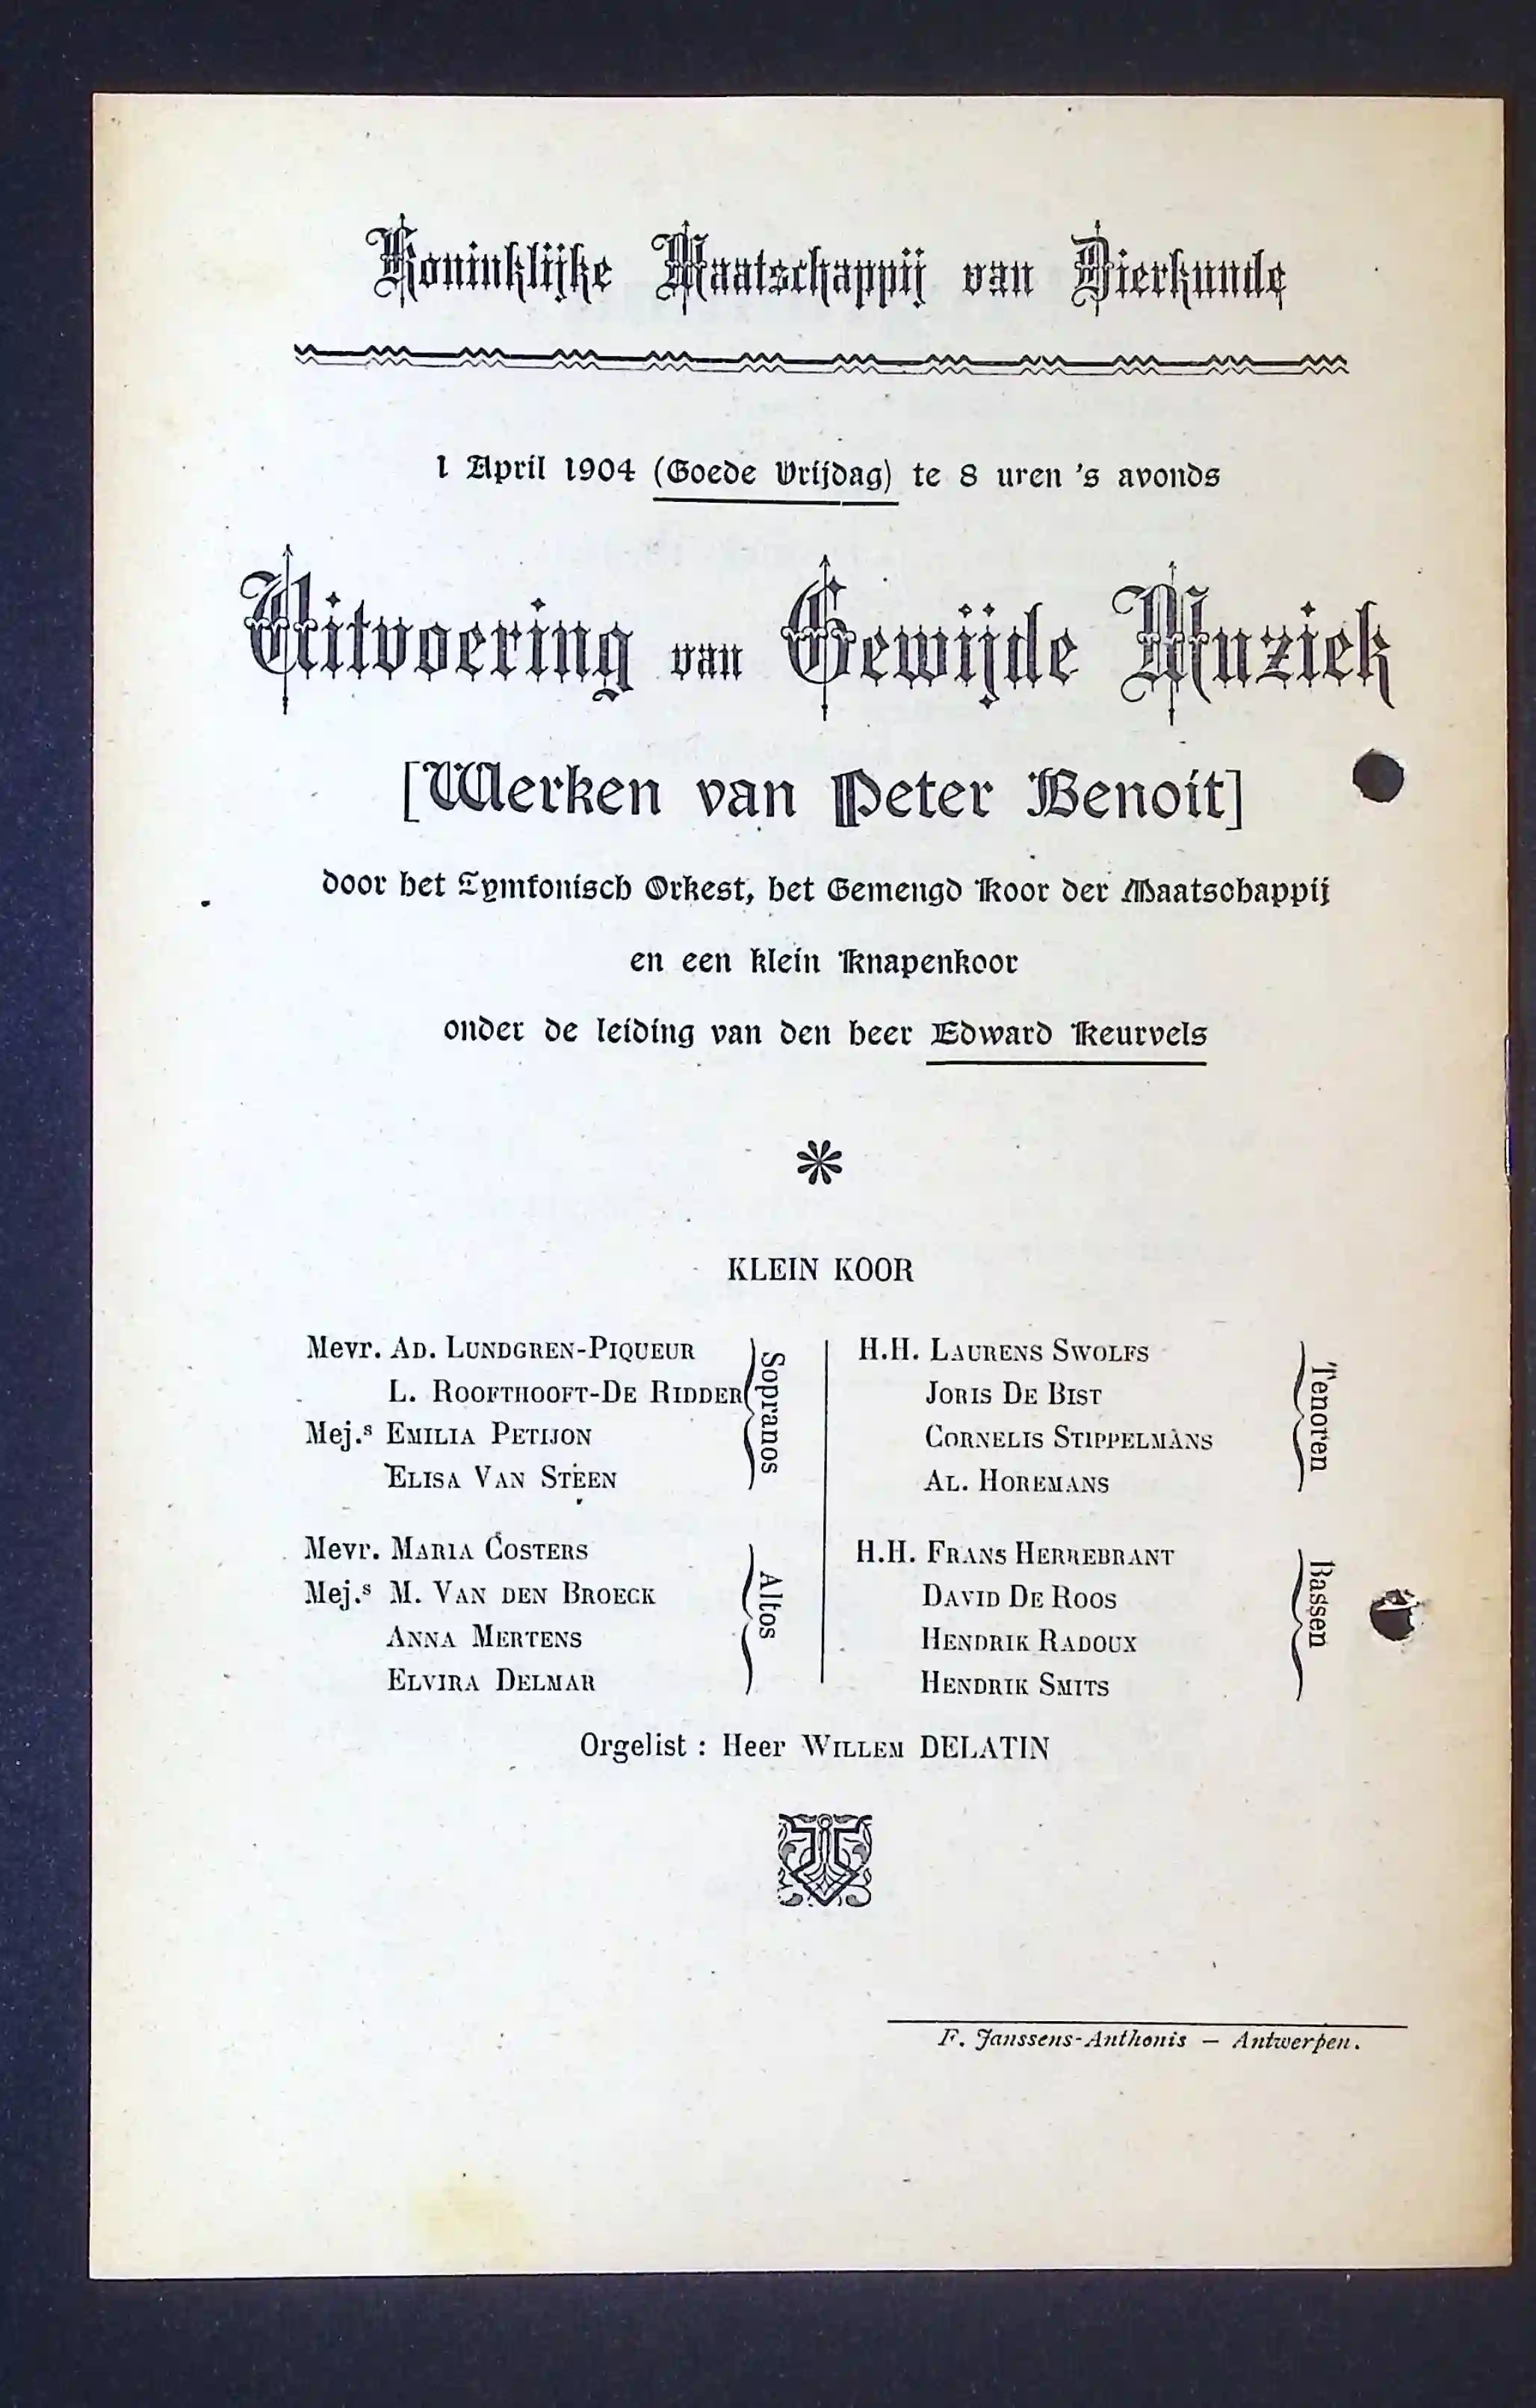 Koninklijke Maatschappij van Dierkunde
1 April 1904 (Goede Vrijdag) te 8 uren 's avonds
Uitvoering van Gewijde Muziek
[Werken van Peter Benoit]
door het Symfonisch Orkest, het Gemengd Koor der Maatschappij
en een klein Knapenkoor
onder de leiding van den heer Edward Keurvels
KLEIN KOOR
Mevr. AD. LUNDGREN-PIQUEUR
L. ROOFTHOOFT-DE RIDDER
Mej.s EMILIA PETIJON
ELISA VAN STEEN
Sopranos
Mevr. MARIA COSTERS
Mej.s M. VAN DEN BROECK
ANNA MERTENS
ELVIRA DELMAR
Altos
H.H. LAURENS SWOLFS
JORIS DE BIST
CORNELIS STIPPELMANS
AL. HOREMANS
Tenoren
H.H. FRANS HERREBRANT
DAVID DE ROOS
HENDRIK RADOUX
HENDRIK SMITS
Bassen
Orgelist : Heer WILLEM DELATIN
F. Janssens-Anthonis — Antwerpen.